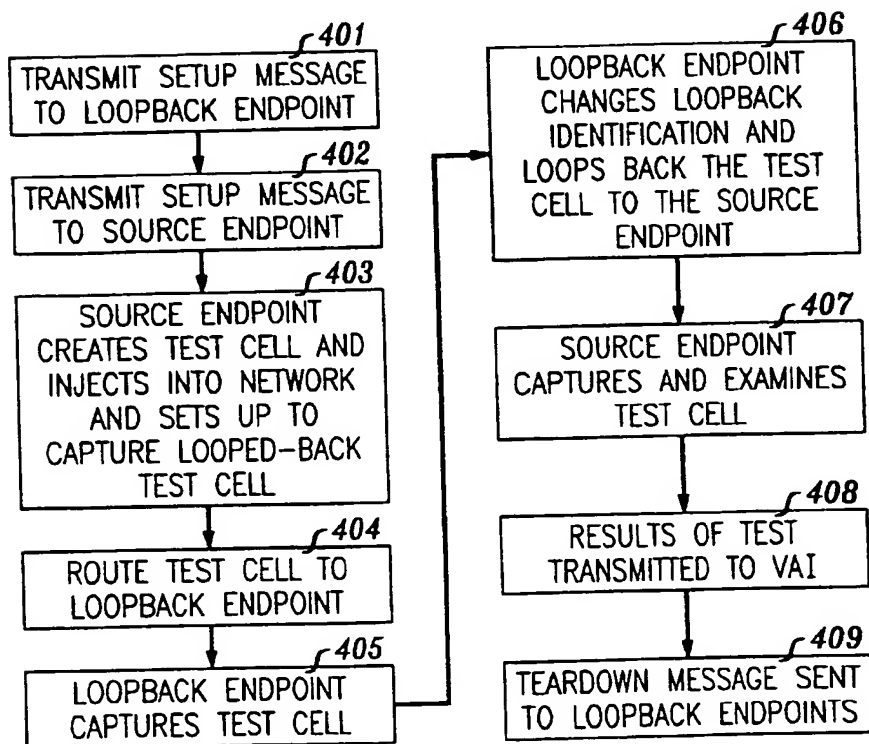 401
TRANSMIT SETUP MESSAGE
TO LOOPBACK ENDPOINT
402
TRANSMIT SETUP MESSAGE
TO SOURCE ENDPOINT
403
SOURCE ENDPOINT
CREATES TEST CELL AND
INJECTS INTO NETWORK
AND SETS UP TO
CAPTURE LOOPED-BACK
TEST CELL
404
ROUTE TEST CELL TO
LOOPBACK ENDPOINT
405
LOOPBACK ENDPOINT
CAPTURES TEST CELL
406
LOOPBACK ENDPOINT
CHANGES LOOPBACK
IDENTIFICATION AND
LOOPS BACK THE TEST
CELL TO THE SOURCE
ENDPOINT
407
SOURCE ENDPOINT
CAPTURES AND EXAMINES
TEST CELL
408
RESULTS OF TEST
TRANSMITTED TO VAI
409
TEARDOWN MESSAGE SENT
TO LOOPBACK ENDPOINTS